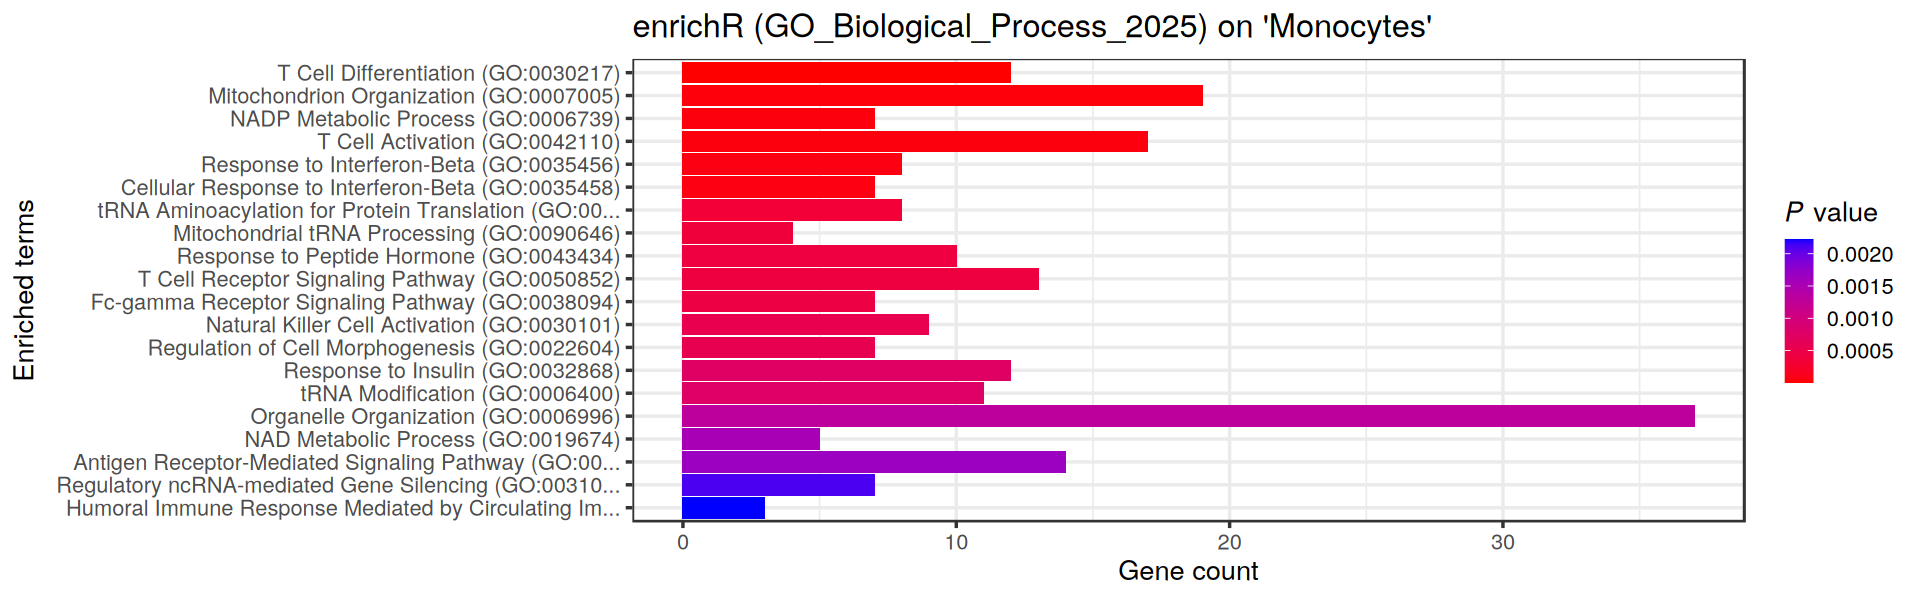 enrichR (GO_Biological_Process_2025) on 'Monocytes'
Enriched terms
T Cell Differentiation (GO:0030217)
Mitochondrion Organization (GO:0007005)
NADP Metabolic Process (GO:0006739)
T Cell Activation (GO:0042110)
Response to Interferon-Beta (GO:0035456)
Cellular Response to Interferon-Beta (GO:0035458)
tRNA Aminoacylation for Protein Translation (GO:00...
Mitochondrial tRNA Processing (GO:0090646)
Response to Peptide Hormone (GO:0043434)
T Cell Receptor Signaling Pathway (GO:0050852)
Fc-gamma Receptor Signaling Pathway (GO:0038094)
Natural Killer Cell Activation (GO:0030101)
Regulation of Cell Morphogenesis (GO:0022604)
Response to Insulin (GO:0032868)
tRNA Modification (GO:0006400)
Organelle Organization (GO:0006996)
NAD Metabolic Process (GO:0019674)
Antigen Receptor-Mediated Signaling Pathway (GO:00...
Regulatory ncRNA-mediated Gene Silencing (GO:00310...
Humoral Immune Response Mediated by Circulating Im...
0 10 20 30
Gene count
P value
0.0020
0.0015
0.0010
0.0005